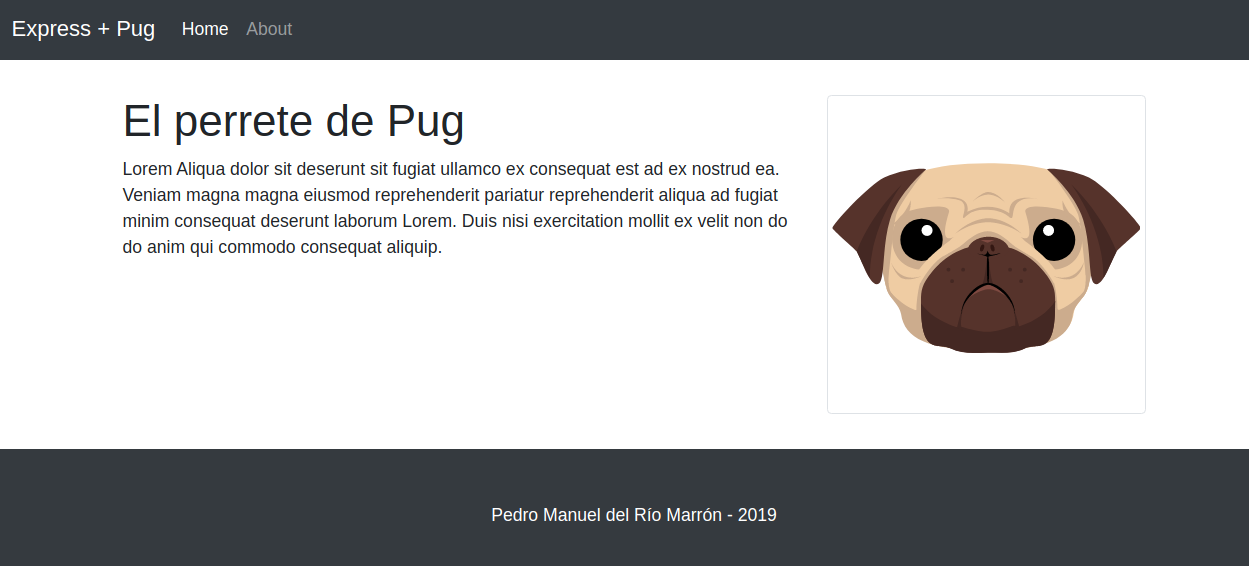 Express + Pug Home About
El perrete de Pug
Lorem Aliqua dolor sit deserunt sit fugiat ullamco ex consequat est ad ex nostrud ea.
Veniam magna magna eiusmod reprehenderit pariatur reprehenderit aliqua ad fugiat
minim consequat deserunt laborum Lorem. Duis nisi exercitation mollit ex velit non do
do anim qui commodo consequat aliquip.
Pedro Manuel del Río Marrón - 2019